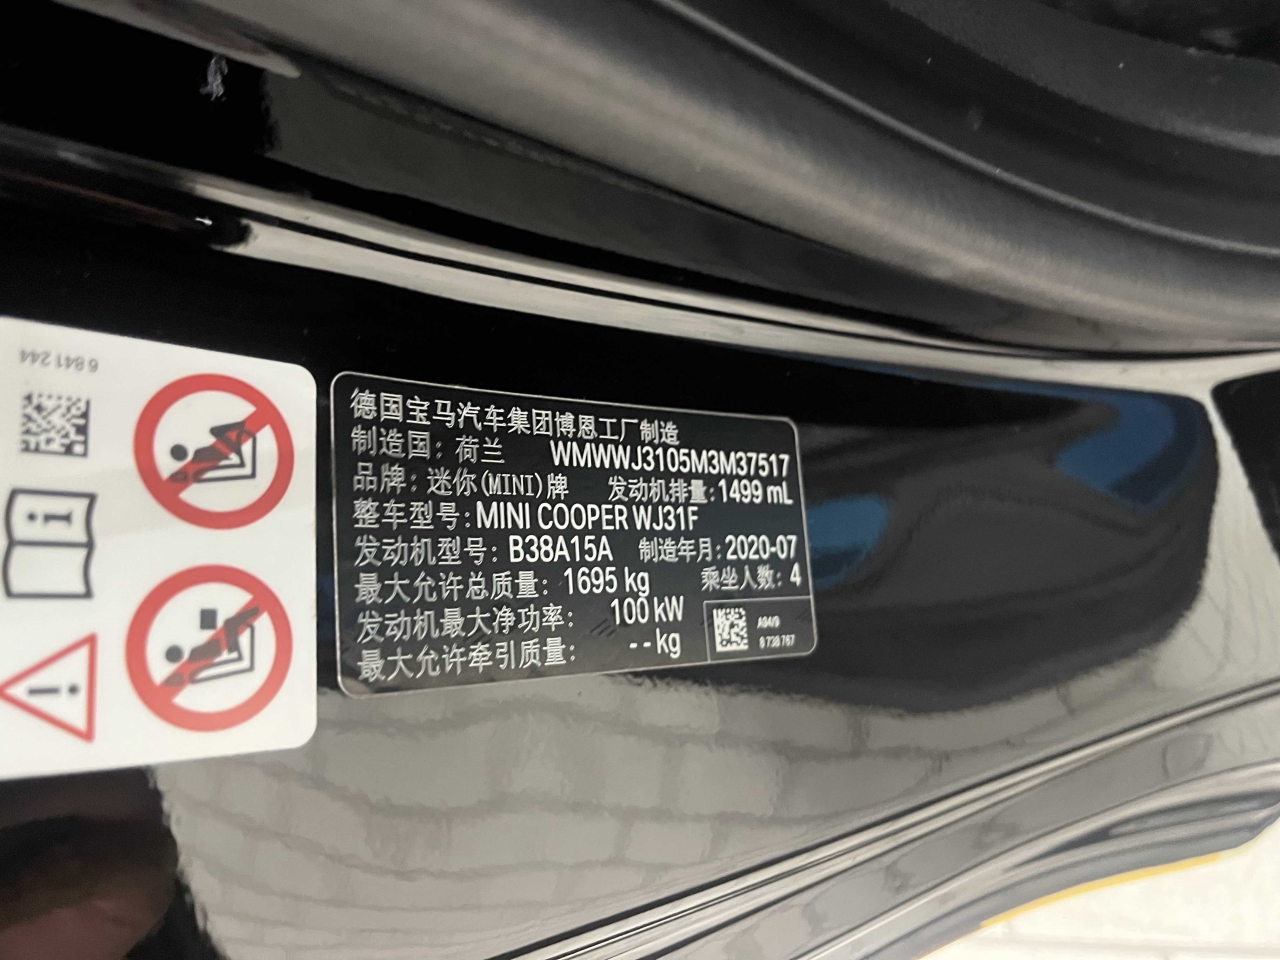 6 841 244
德国宝马汽车集团博恩工厂制造
制造国：荷兰 WMWWJ3105M3M37517
品牌：迷你(MINI)牌 发动机排量：1499 mL
整车型号：MINI COOPER WJ31F
发动机型号：B38A15A 制造年月：2020-07
最大允许总质量：1695 kg 乘坐人数：4
发动机最大净功率：100 kW
最大允许牵引质量：--kg
A94/9
8 738 767